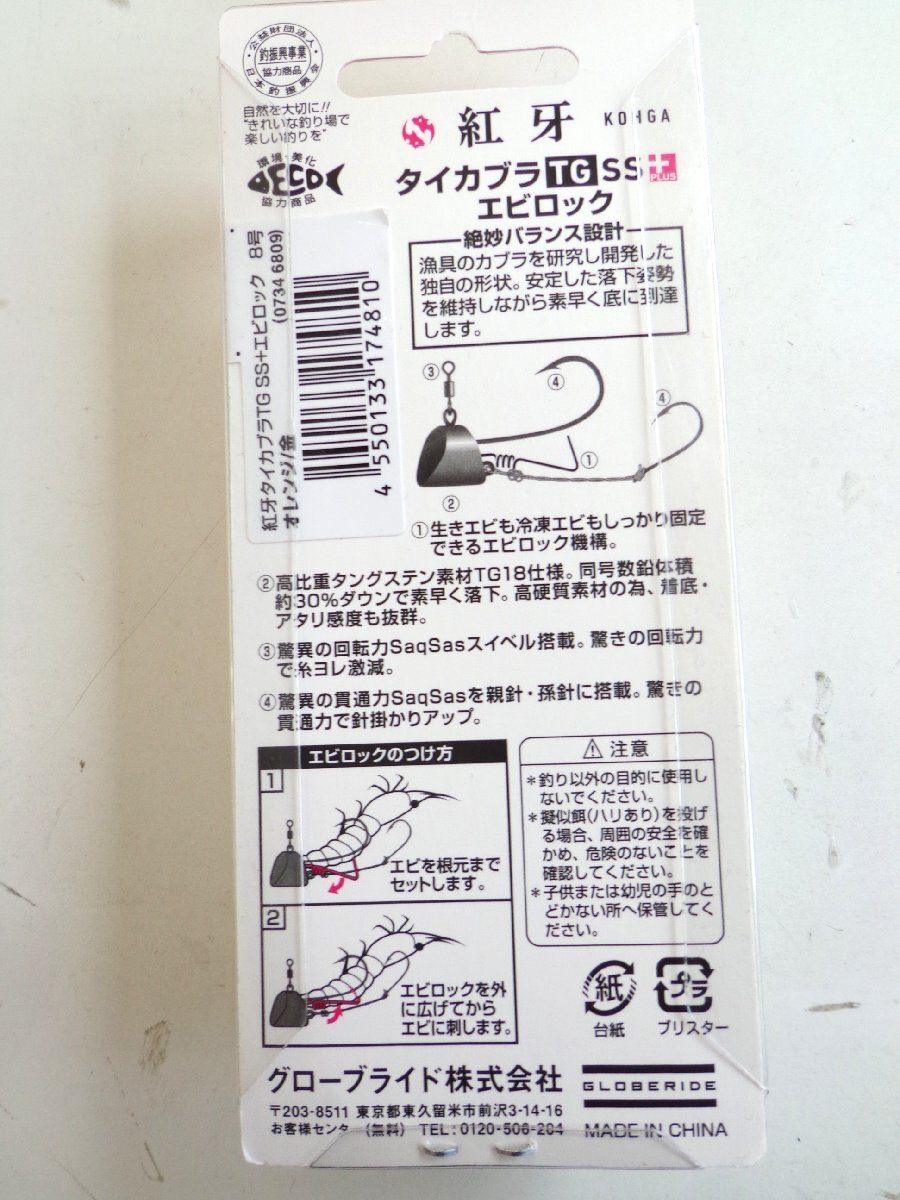 公益財団法人・
釣振興事業
協力商品
日本釣振興会
自然を大切に!!
"きれいな釣り場で
楽しい釣りを"
環境・美化
ECO
協力商品
紅牙 KOHGA
タイカブラTG SS+PLUS
エビロック
絶妙バランス設計
漁具のカブラを研究し開発した
独自の形状。安定した落下姿勢
を維持しながら素早く底に到達
します。
紅牙タイカブラTG SS+エビロック 8号
(0734 6809)
オレンジ/金
4 550133 174810
③
④
④
①
②
①生きエビも冷凍エビもしっかり固定
できるエビロック機構。
②高比重タングステン素材TG18仕様。同号数鉛体積
約30%ダウンで素早く落下。高硬質素材の為、着底・
アタリ感度も抜群。
③驚異の回転力SaqSasスイベル搭載。驚きの回転力
で糸ヨレ激減。
④驚異の貫通力SaqSasを親針・孫針に搭載。驚きの
貫通力で針掛かりアップ。
エビロックのつけ方
1
エビを根元まで
セットします。
2
エビロックを外
に広げてから
エビに刺します。
⚠ 注意
*釣り以外の目的に使用し
ないでください。
*擬似餌(ハリあり)を投げ
る場合、周囲の安全を確
かめ、危険のないことを
確認してください。
*子供または幼児の手のと
どかない所へ保管してく
ださい。
紙
台紙
プラ
ブリスター
グローブライド株式会社
〒203-8511 東京都東久留米市前沢3-14-16
お客様センタ (無料) TEL:0120-506-204
GLOBERIDE
MADE IN CHINA